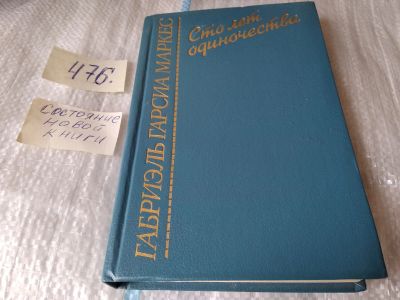 476.
Состояние
новой
книги
ГАБРИЭЛЬ ГАРСИА МАРКЕС
Сто лет
одиночества